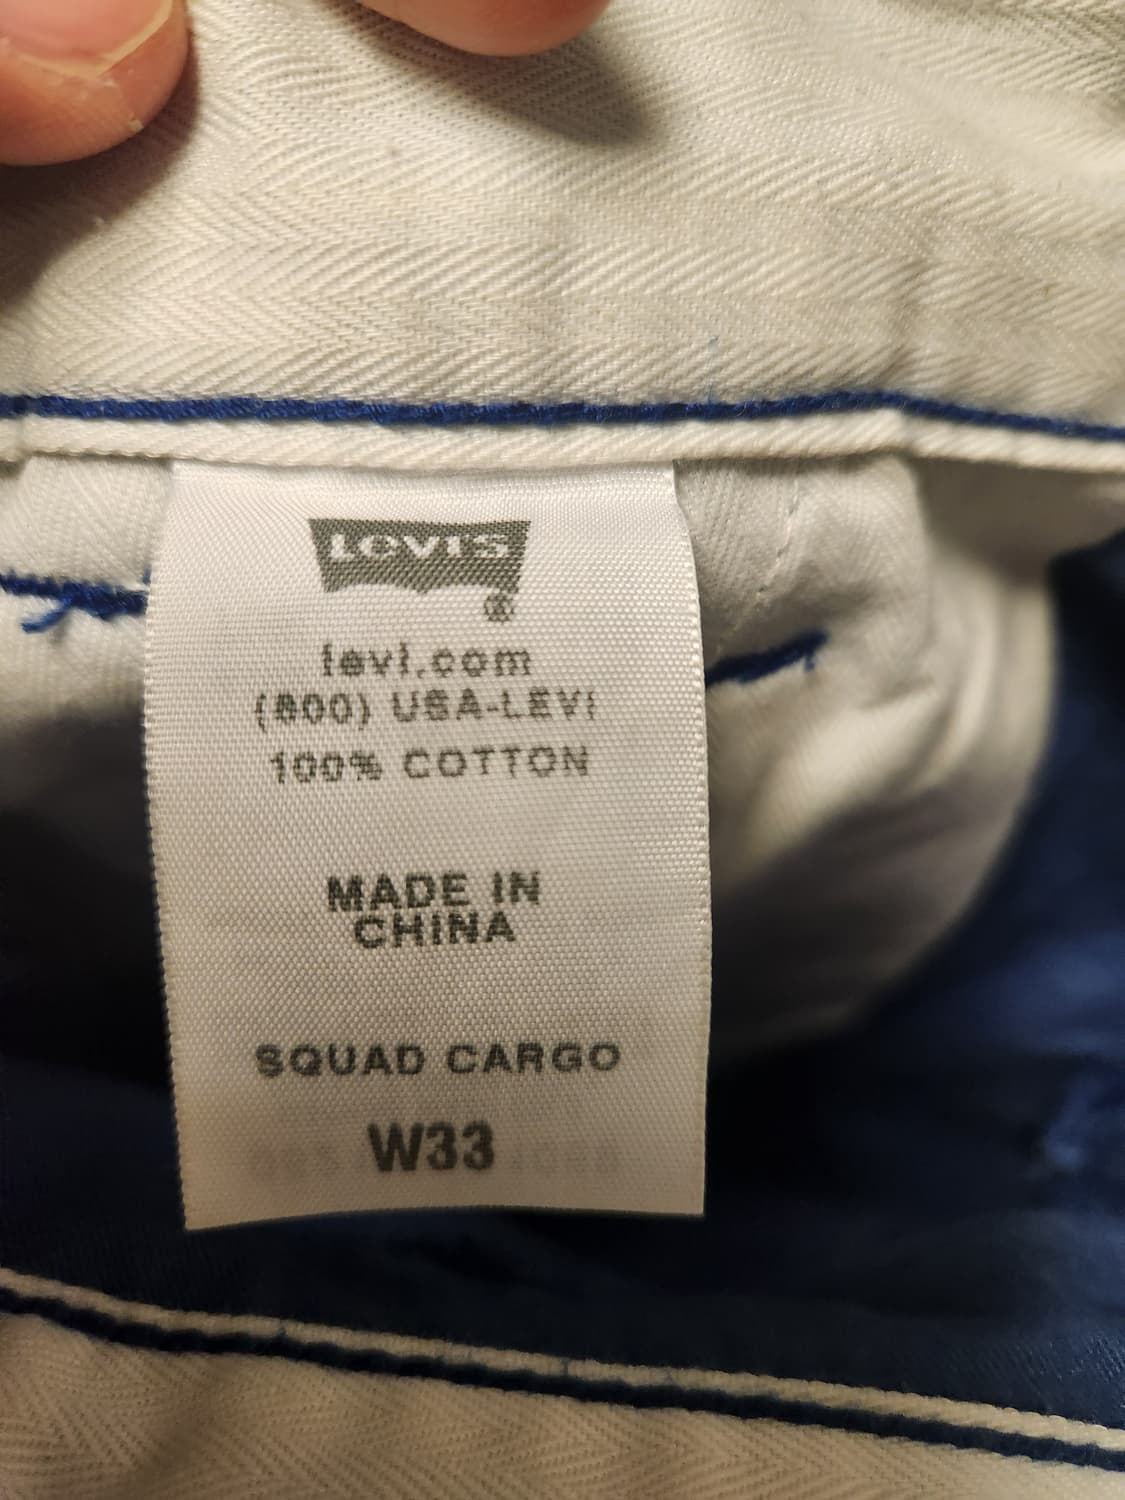 LEVI'S
®
levi.com
(800) USA-LEVI
100% COTTON
MADE IN
CHINA
SQUAD CARGO
W33